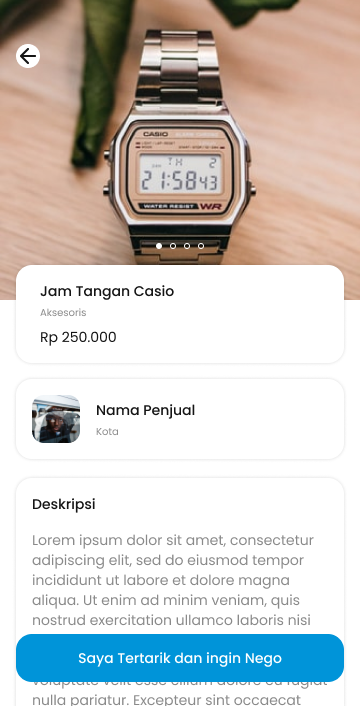 CASIO
TH 2
21:5843
WATER RESIST WR
Jam Tangan Casio
Aksesoris
Rp 250.000
Nama Penjual
Kota
Deskripsi
Lorem ipsum dolor sit amet, consectetur
adipiscing elit, sed do eiusmod tempor
incididunt ut labore et dolore magna
aliqua. Ut enim ad minim veniam, quis
nostrud exercitation ullamco laboris nisi
Saya Tertarik dan ingin Nego
voluptate velit esse cillum dolore eu fugiat
nulla pariatur. Excepteur sint occaecat